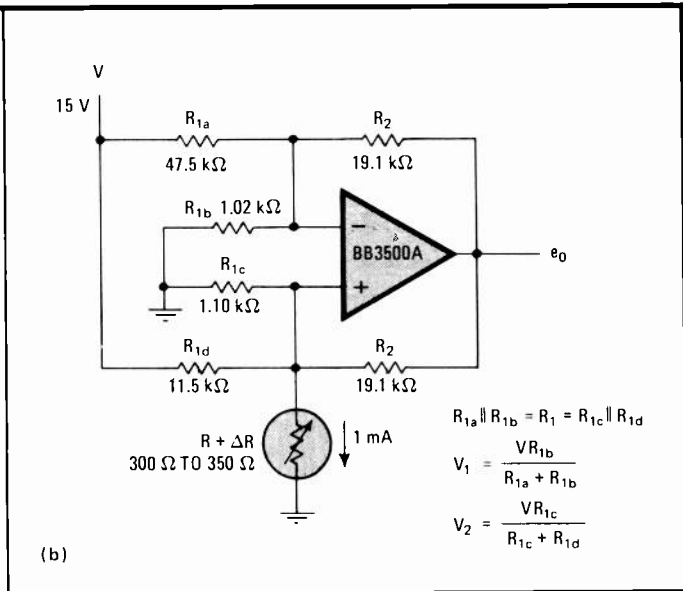 V
15 V
R1a
47.5 kΩ
R2
19.1 kΩ
R1b 1.02 kΩ
−
BB3500A
e0
R1c
1.10 kΩ
+
R1d
11.5 kΩ
R2
19.1 kΩ
R + ΔR
300 Ω TO 350 Ω
1 mA
R1a‖R1b = R1 = R1c‖R1d
V1 = VR1b / R1a + R1b
V2 = VR1c / R1c + R1d
(b)